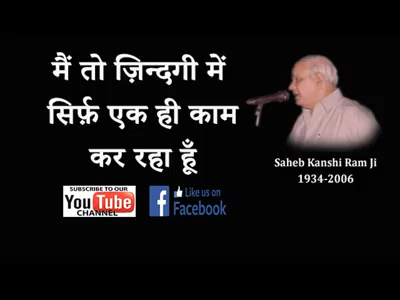 मैं तो ज़िन्दगी में
सिर्फ़ एक ही काम
कर रहा हूँ
Saheb Kanshi Ram Ji
1934-2006
SUBSCRIBE TO OUR
YouTube
CHANNEL
Like us on
Facebook